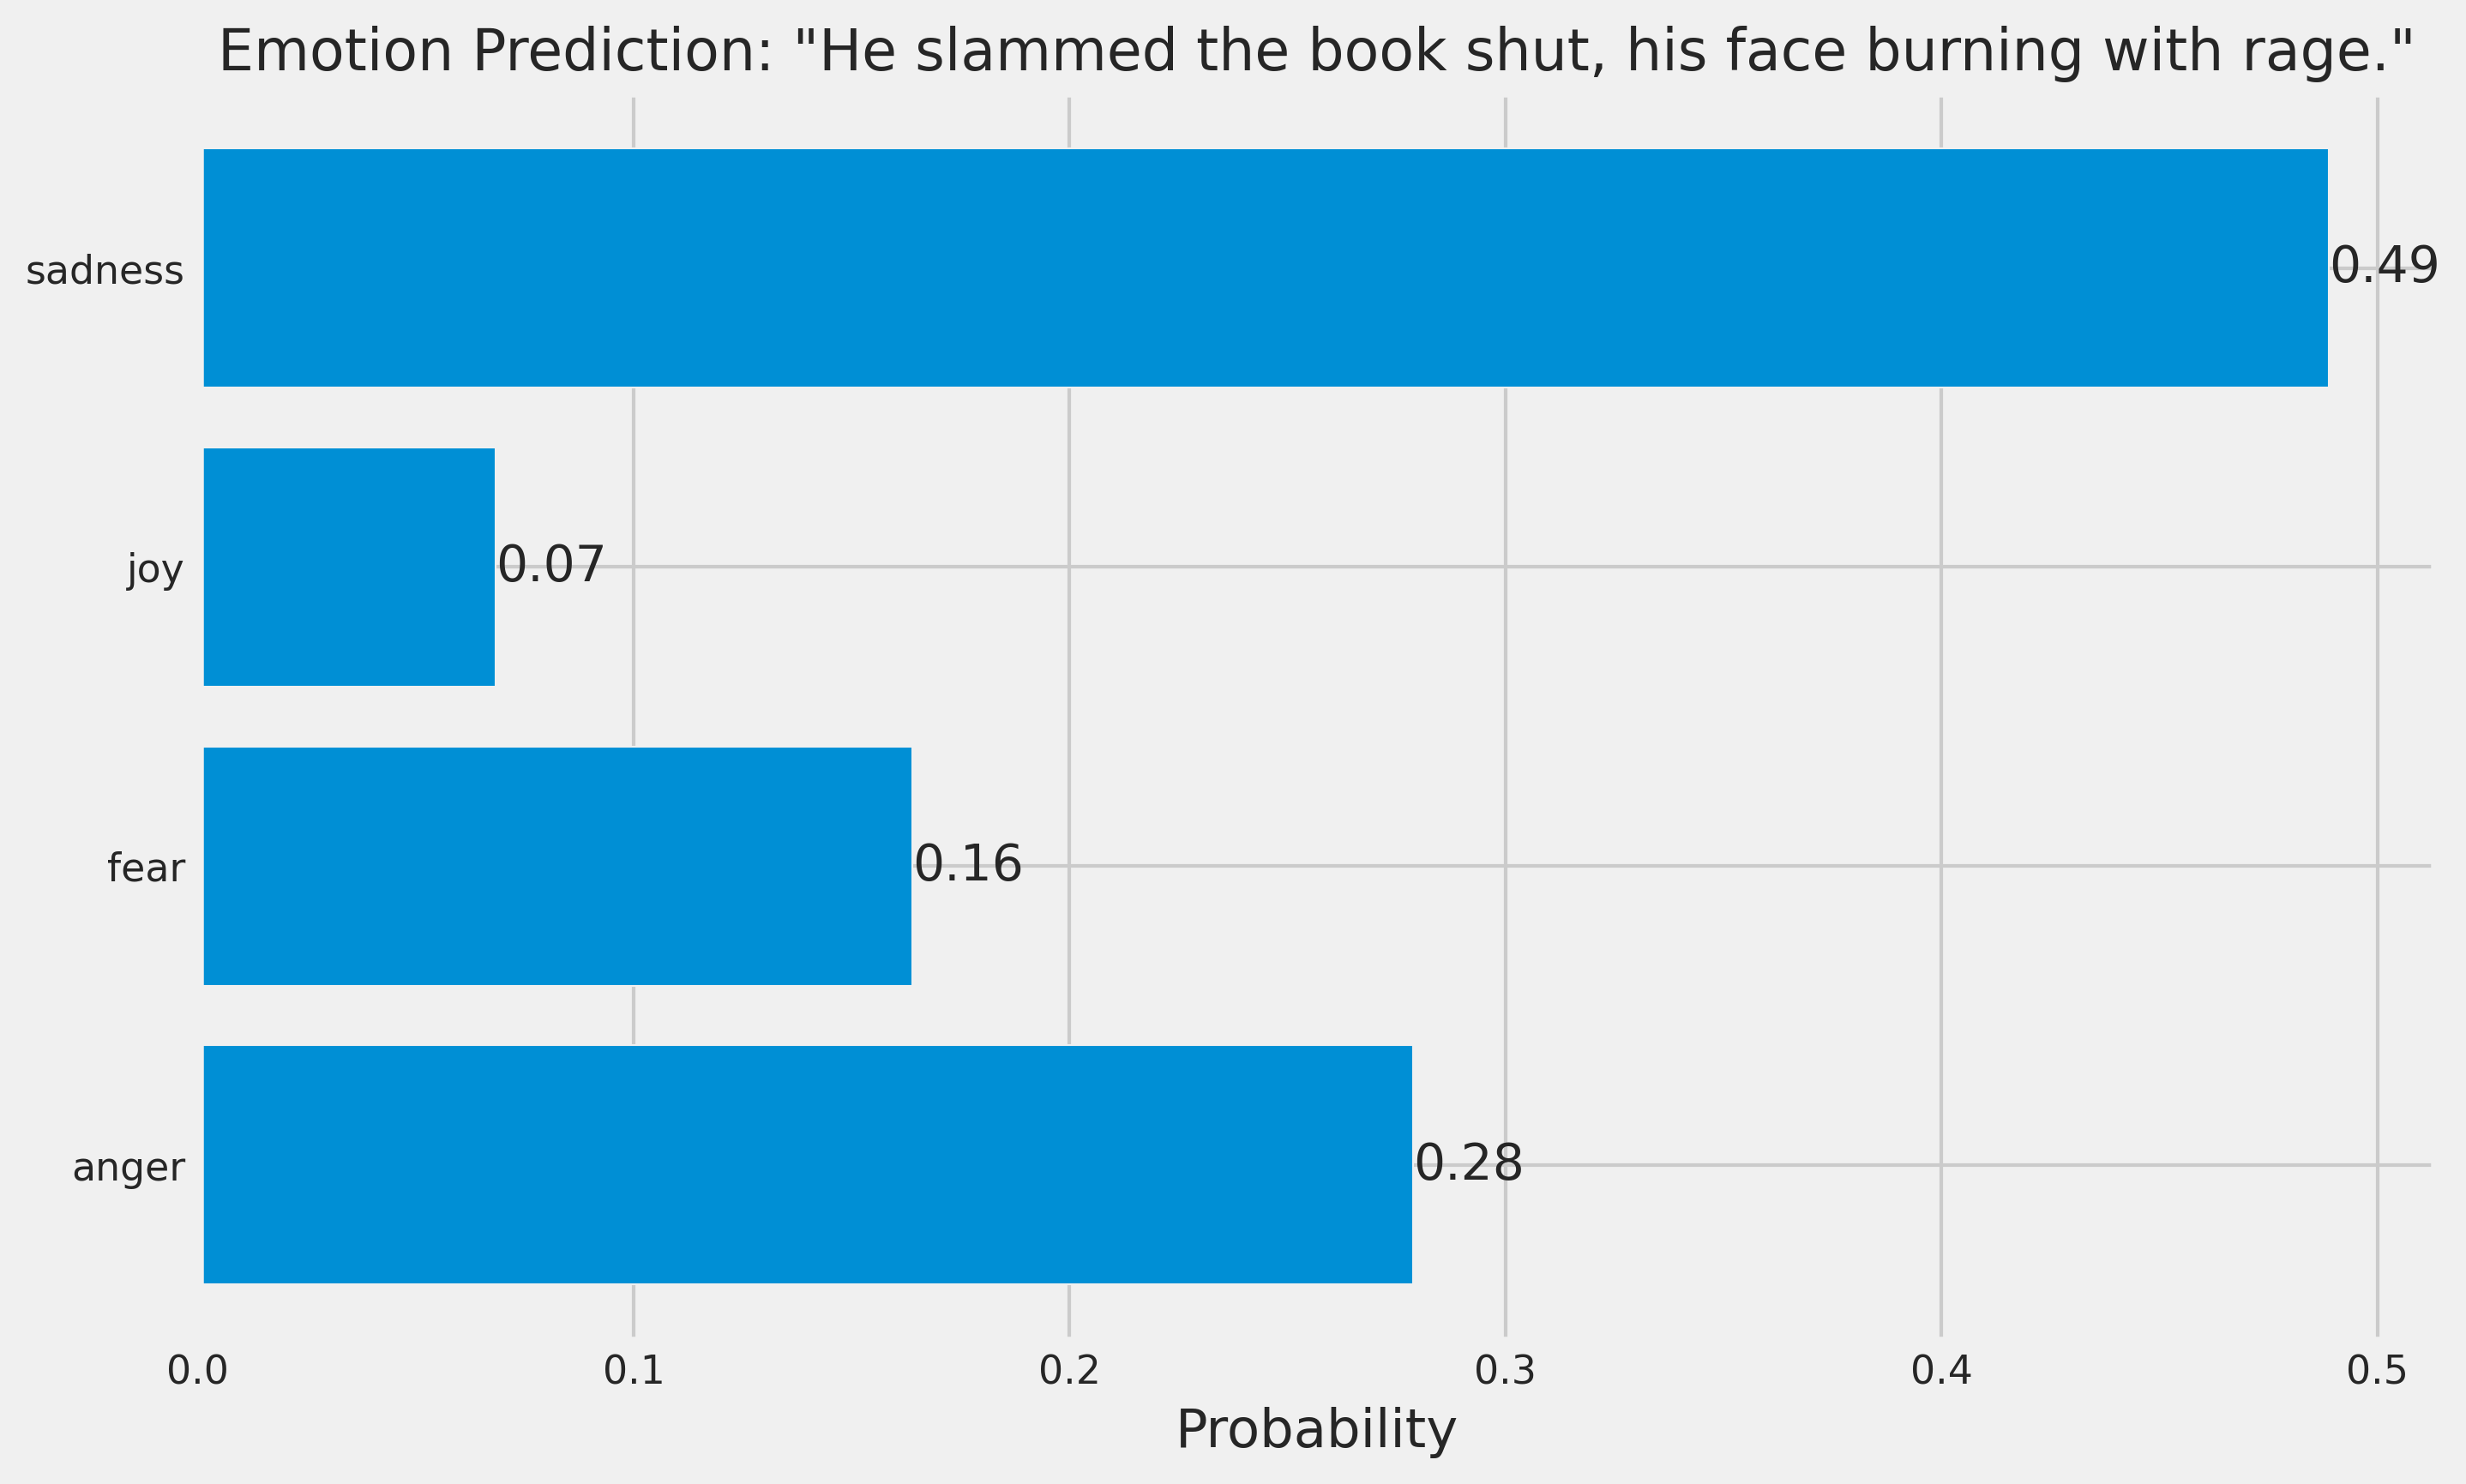 Emotion Prediction: "He slammed the book shut, his face burning with rage."
sadness
0.49
joy
0.07
fear
0.16
anger
0.28
0.0 0.1 0.2 0.3 0.4 0.5
Probability